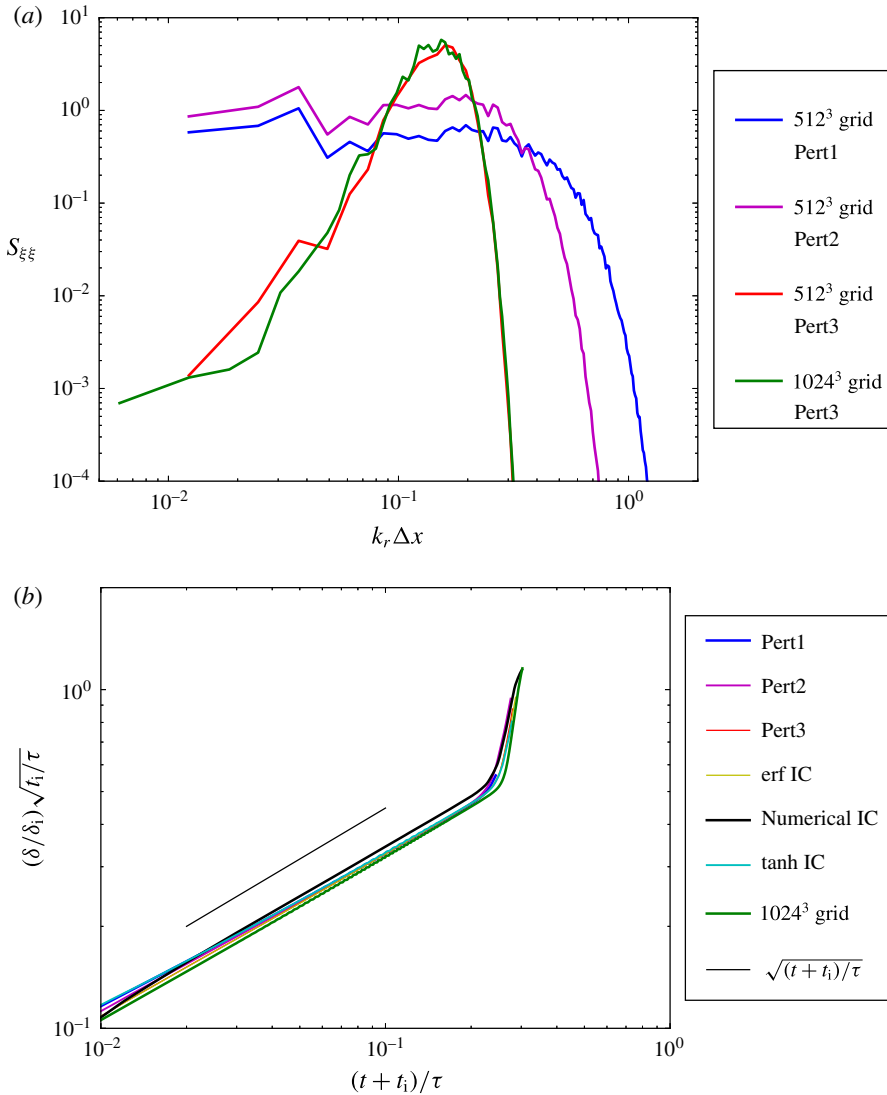 (a)
10^1
10^0
10^{-1}
10^{-2}
10^{-3}
10^{-4}
S_{ξξ}
10^{-2}
10^{-1}
10^0
k_r Δx
512^3 grid
Pert1
512^3 grid
Pert2
512^3 grid
Pert3
1024^3 grid
Pert3
(b)
10^0
10^{-1}
(δ/δ_i)√(t_i/τ)
10^{-2}
10^{-1}
10^0
(t + t_i)/τ
Pert1
Pert2
Pert3
erf IC
Numerical IC
tanh IC
1024^3 grid
√((t + t_i)/τ)